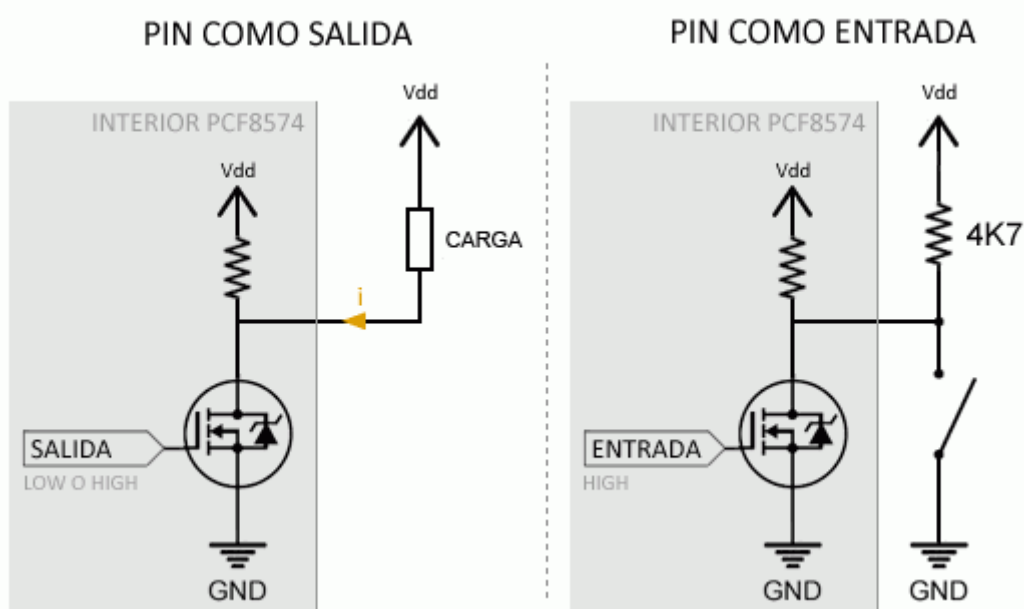 PIN COMO SALIDA
Vdd
INTERIOR PCF8574
Vdd
CARGA
i
SALIDA
LOW O HIGH
GND
PIN COMO ENTRADA
Vdd
INTERIOR PCF8574
Vdd
4K7
ENTRADA
HIGH
GND
GND